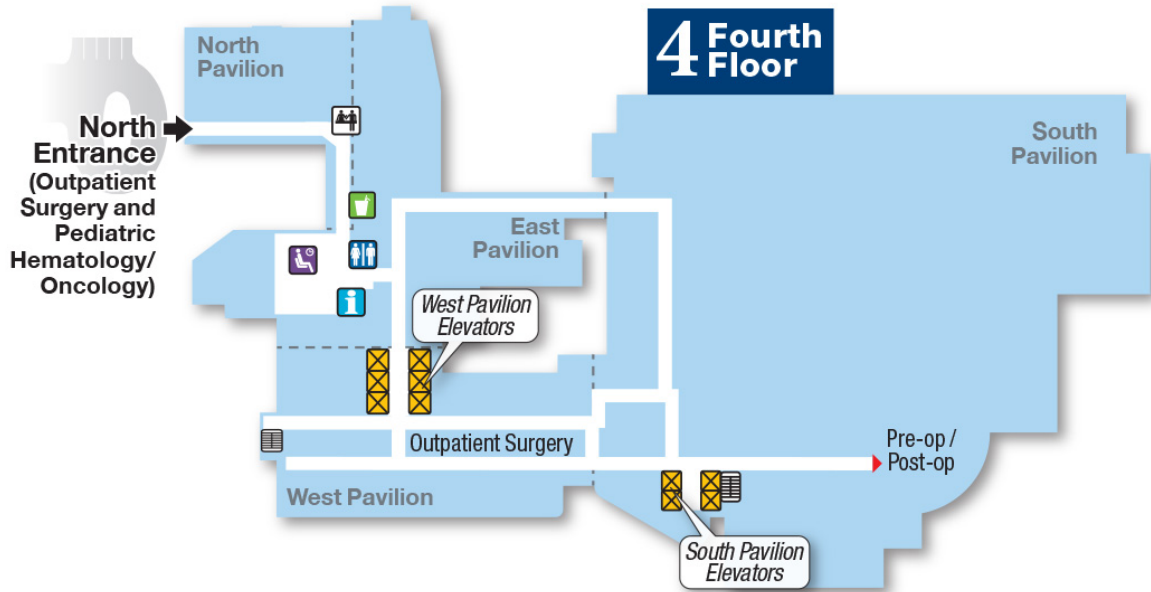 4 Fourth
Floor
North
Pavilion
North
Entrance
(Outpatient
Surgery and
Pediatric
Hematology/
Oncology)
South
Pavilion
East
Pavilion
West Pavilion
Elevators
Outpatient Surgery
Pre-op /
Post-op
West Pavilion
South Pavilion
Elevators